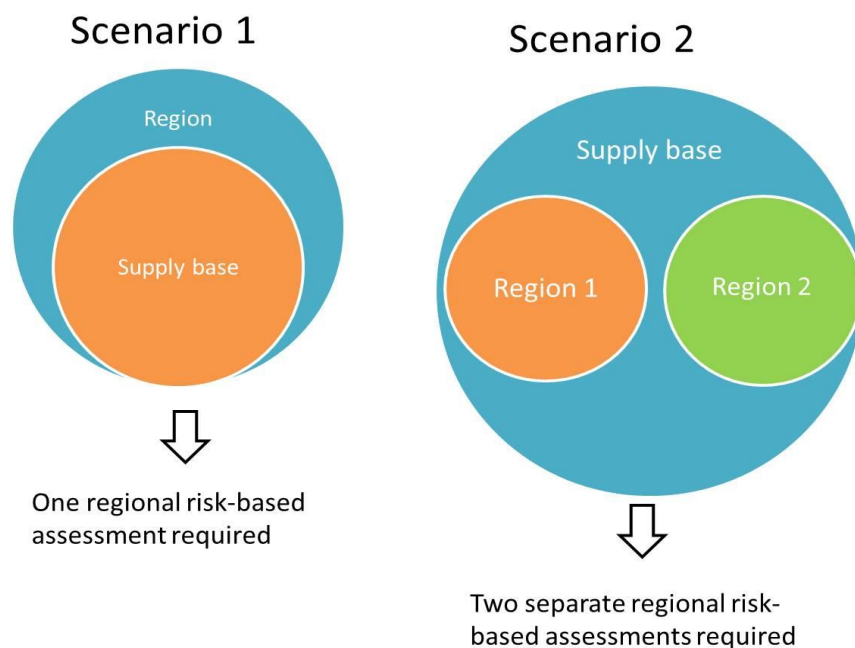 Scenario 1
Region
Supply base
One regional risk-based
assessment required
Scenario 2
Supply base
Region 1
Region 2
Two separate regional risk-
based assessments required